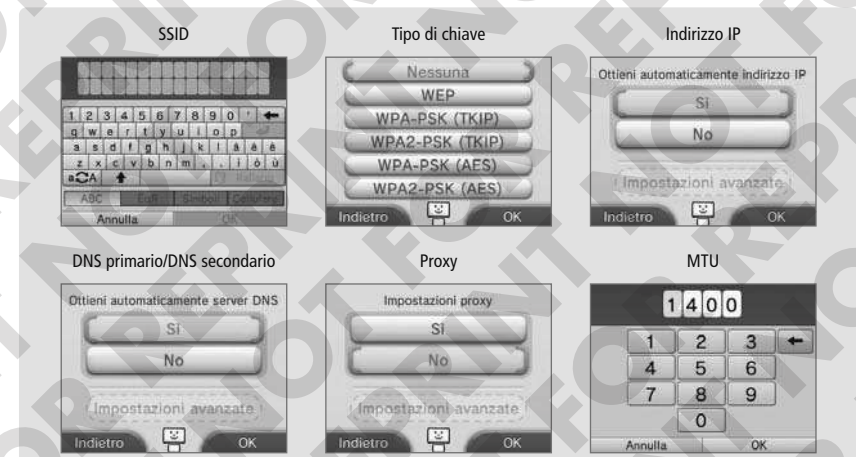 SSID
Tipo di chiave
Indirizzo IP
1 2 3 4 5 6 7 8 9 0 '
q w e r t y u i o p
a s d f g h j k l à è
z x c v b n m , . ì ò ù
a A
ABC Simboli Cellulare
Annulla OK
Nessuna
WEP
WPA-PSK (TKIP)
WPA2-PSK (TKIP)
WPA-PSK (AES)
WPA2-PSK (AES)
Indietro OK
Ottieni automaticamente indirizzo IP
Sì
No
Impostazioni avanzate
Indietro OK
DNS primario/DNS secondario
Proxy
MTU
Ottieni automaticamente server DNS
Sì
No
Impostazioni avanzate
Indietro OK
Impostazioni proxy
Sì
No
Impostazioni avanzate
Indietro OK
1400
1 2 3
4 5 6
7 8 9
0
Annulla OK
NOT FOR REPRINT